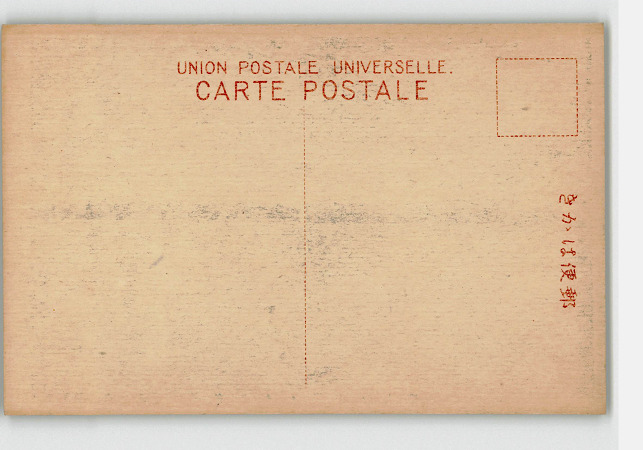 UNION POSTALE UNIVERSELLE.
CARTE POSTALE
郵便はかき